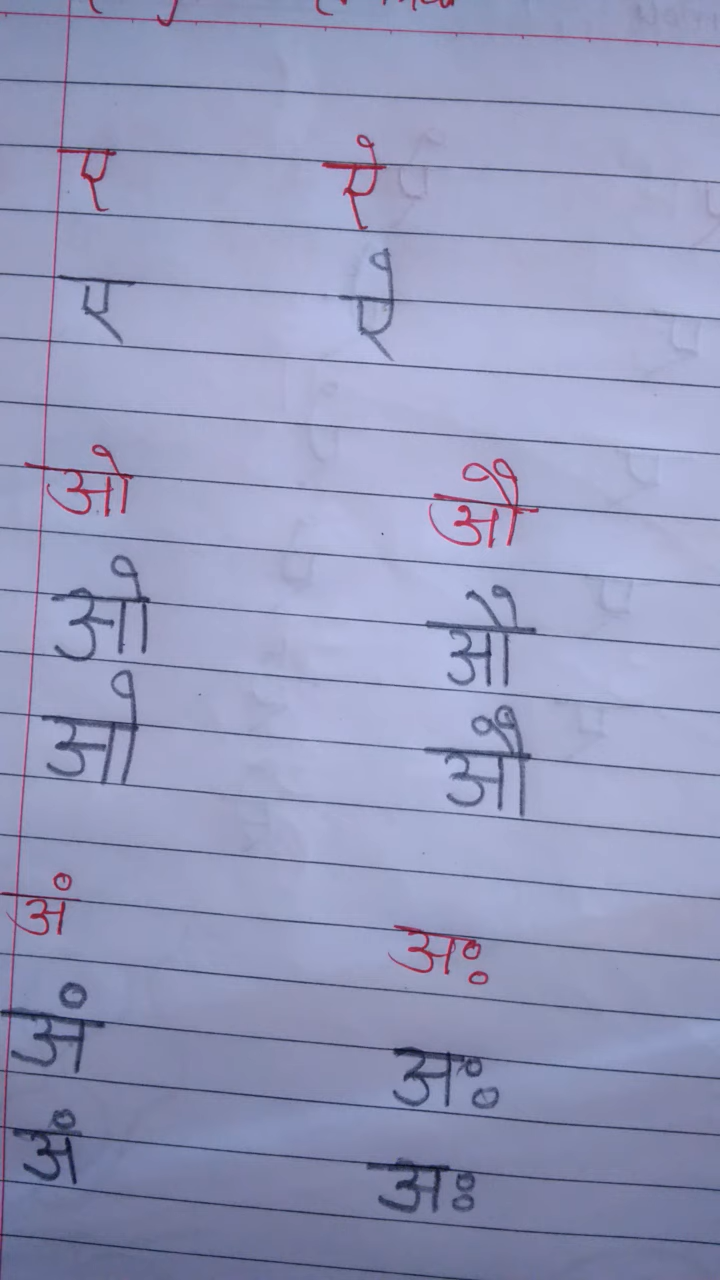 ए ऐ
ए ऐ
ओ औ
ओ औ
ओ औ
अं अः
अं अः
अं अः